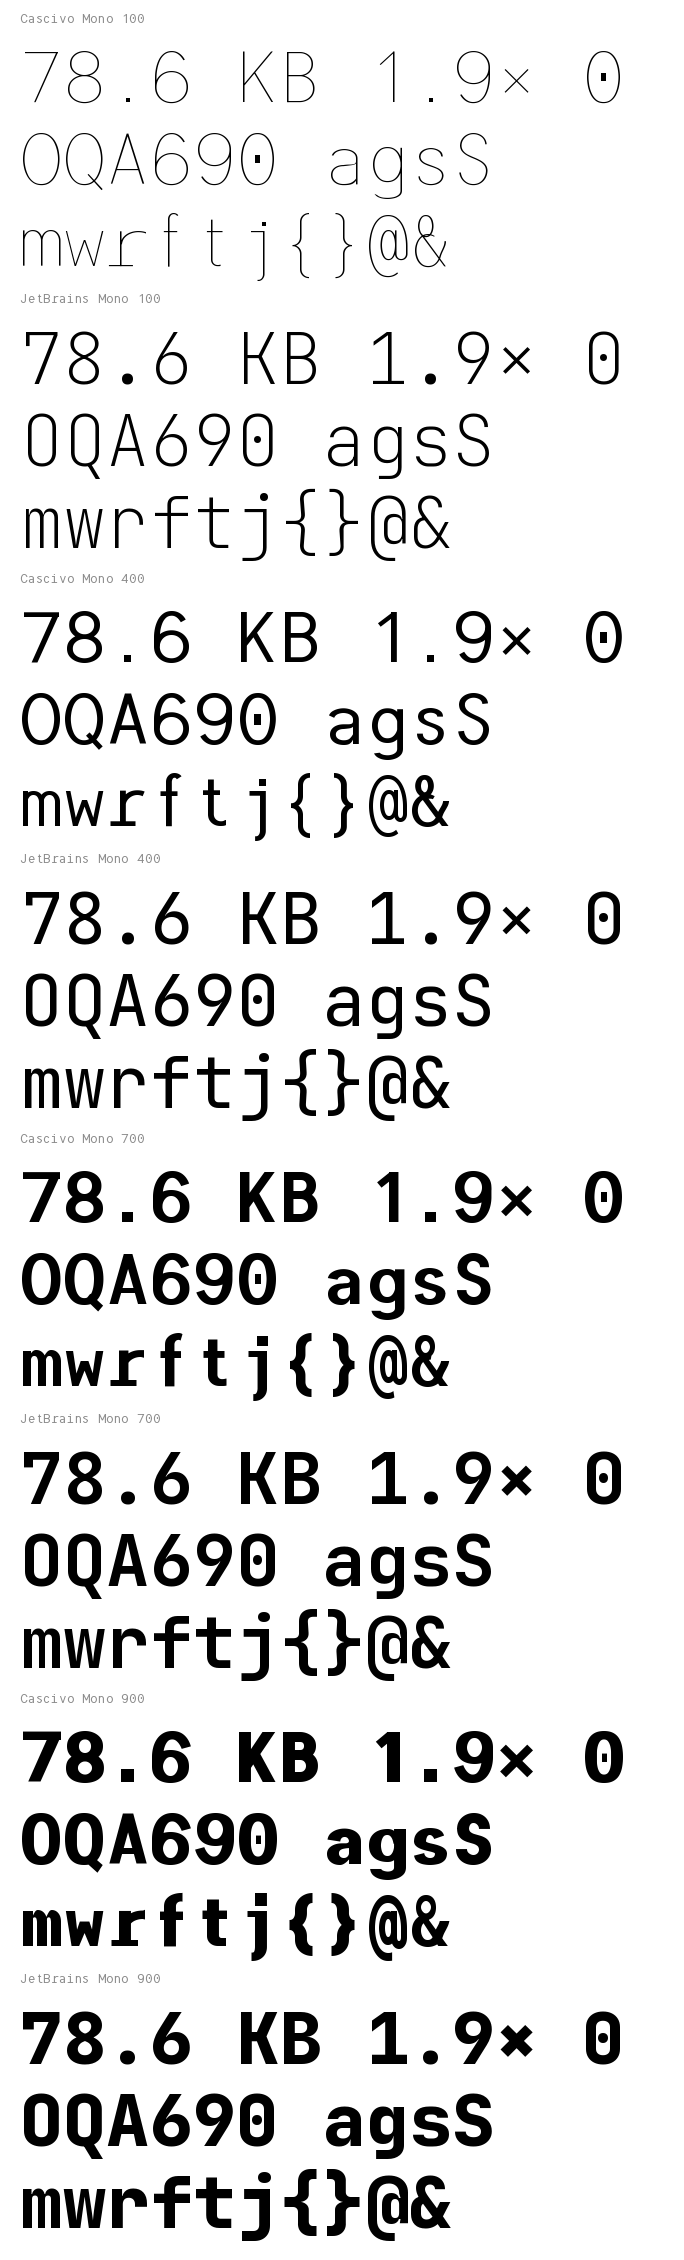 Cascivo Mono 100
78.6 KB 1.9× 0
OQA690 agsS
mwrftj{}@&
JetBrains Mono 100
78.6 KB 1.9× 0
OQA690 agsS
mwrftj{}@&
Cascivo Mono 400
78.6 KB 1.9× 0
OQA690 agsS
mwrftj{}@&
JetBrains Mono 400
78.6 KB 1.9× 0
OQA690 agsS
mwrftj{}@&
Cascivo Mono 700
78.6 KB 1.9× 0
OQA690 agsS
mwrftj{}@&
JetBrains Mono 700
78.6 KB 1.9× 0
OQA690 agsS
mwrftj{}@&
Cascivo Mono 900
78.6 KB 1.9× 0
OQA690 agsS
mwrftj{}@&
JetBrains Mono 900
78.6 KB 1.9× 0
OQA690 agsS
mwrftj{}@&